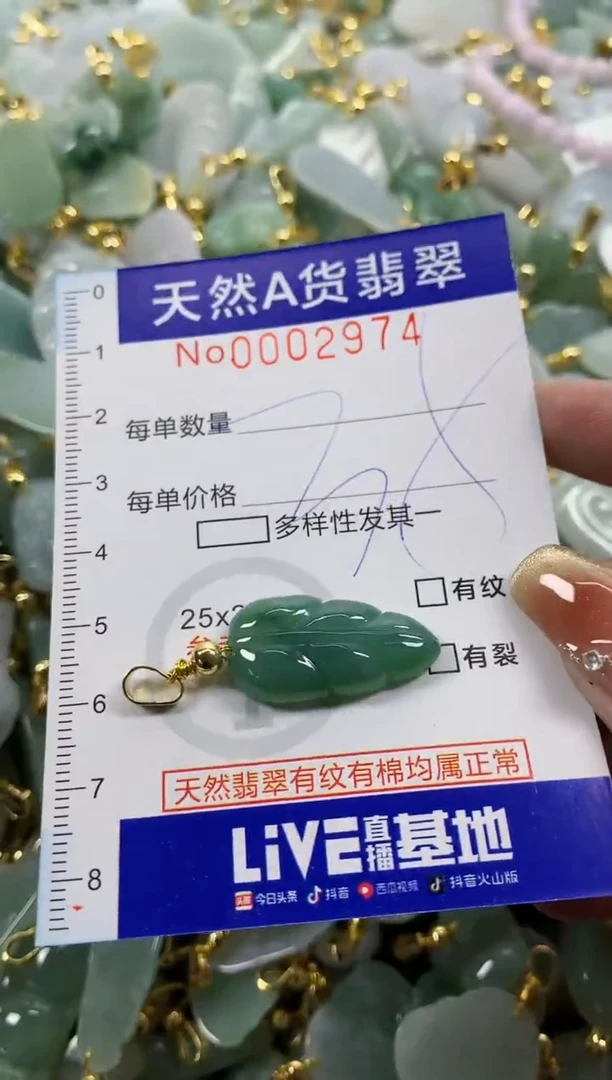 天然A货翡翠
No0002974
每单数量
每单价格
多样性发其一
有纹
25x
有裂
天然翡翠有纹有棉均属正常
LiVE直播基地
今日头条 抖音 西瓜视频 抖音火山版
0
1
2
3
4
5
6
7
8